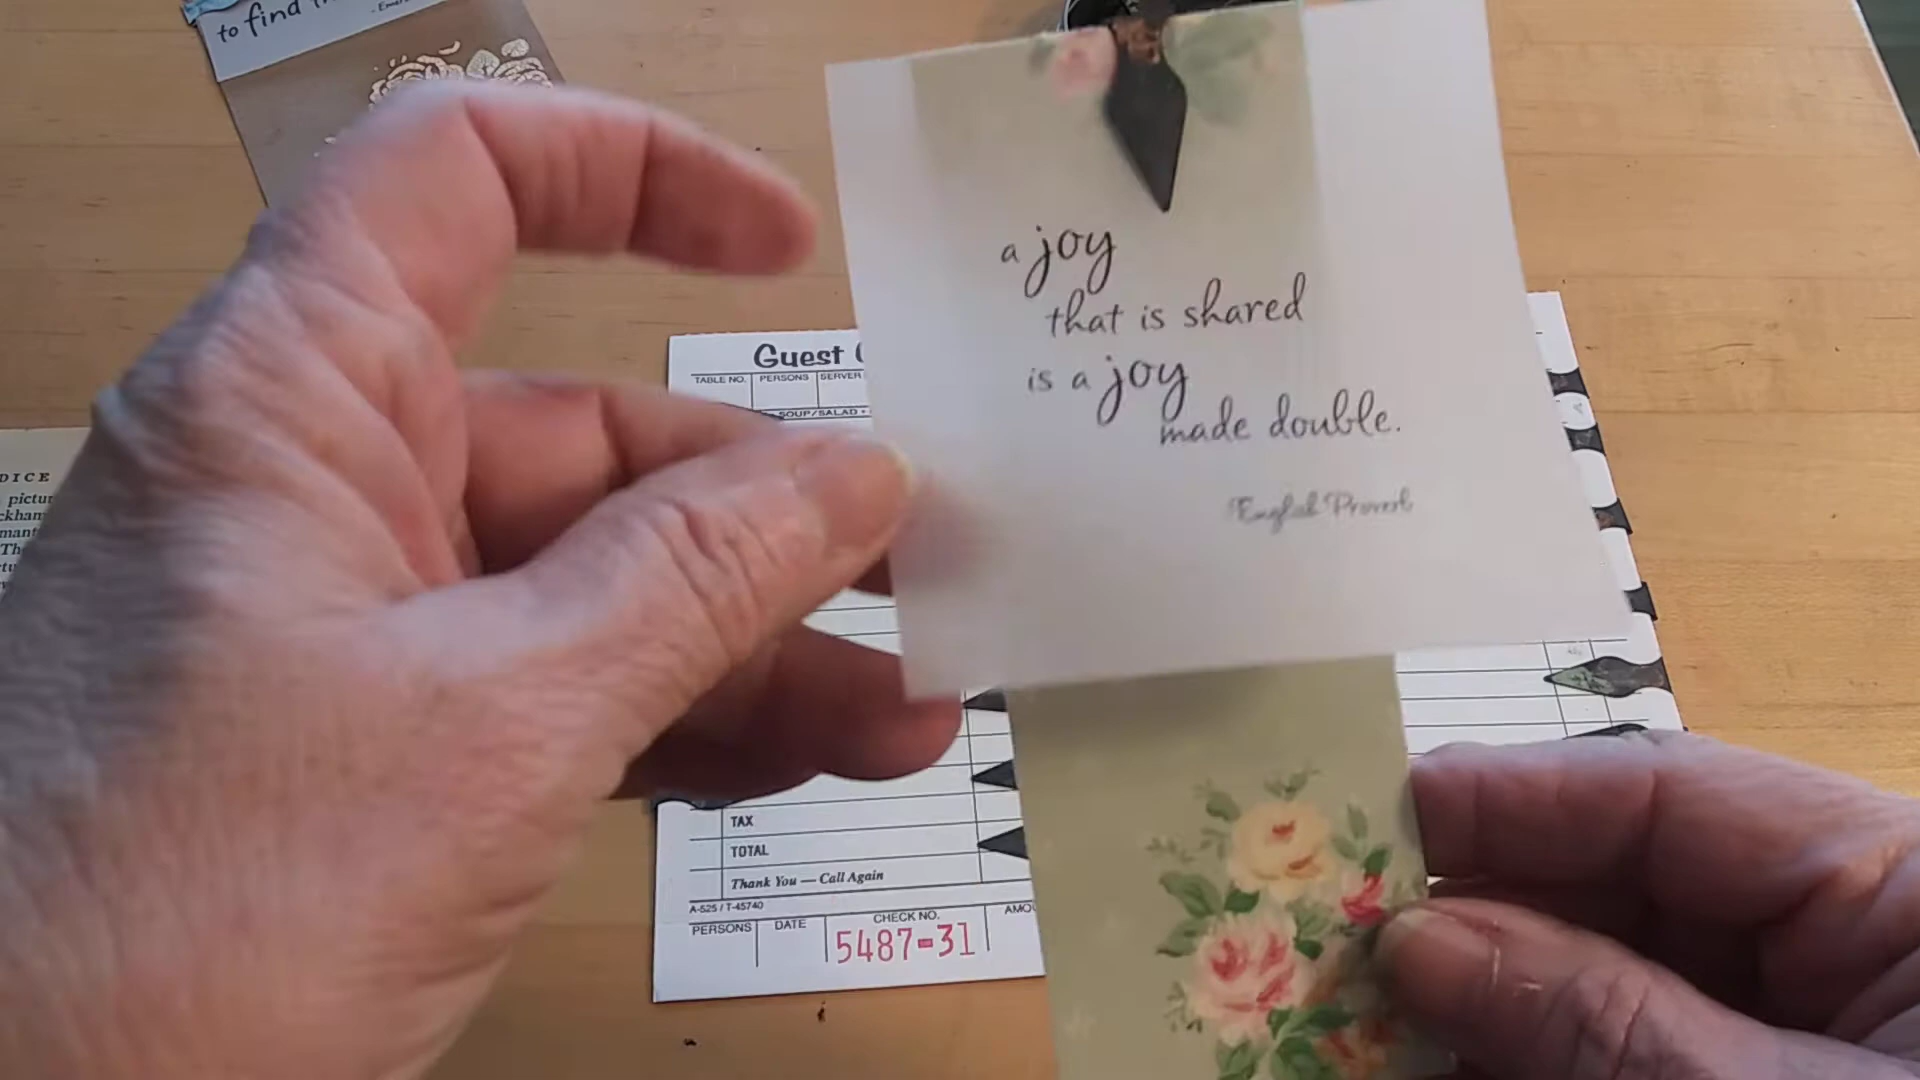 to find
a joy
that is shared
is a joy
made double.
English Proverb
Guest
TABLE NO. PERSONS SERVER
SOUP/SALAD
DICE
TAX
TOTAL
Thank You — Call Again
A-525 / T-45740
PERSONS DATE CHECK NO.
5487-31